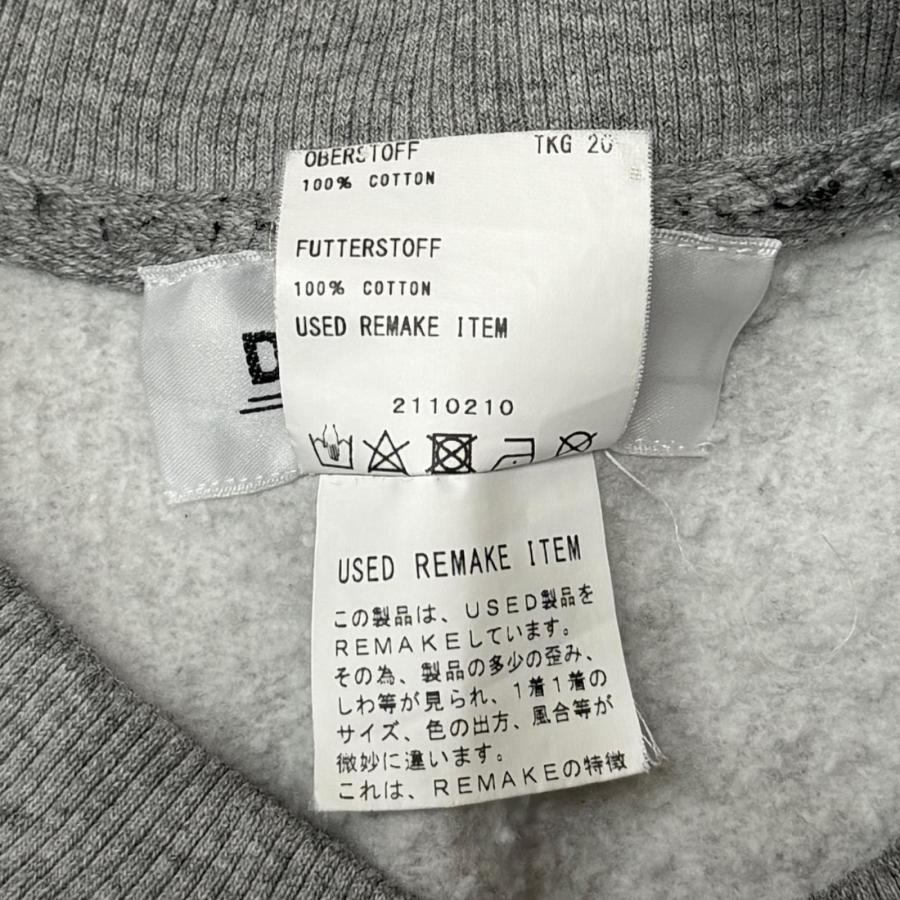 OBERSTOFF TKG 20
100% COTTON
FUTTERSTOFF
100% COTTON
USED REMAKE ITEM
2110210
D
USED REMAKE ITEM
この製品は、USED製品を
REMAKEしています。
その為、製品の多少の歪み、
しわ等が見られ、1着1着の
サイズ、色の出方、風合等が
微妙に違います。
これは、REMAKEの特徴